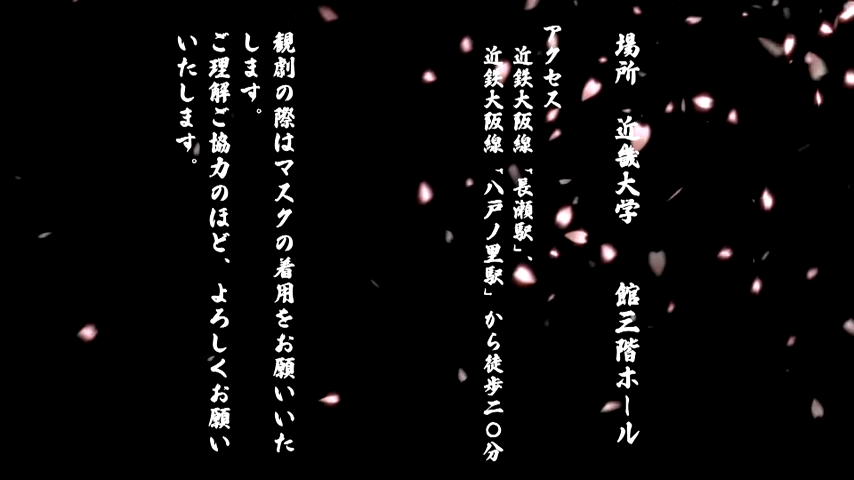 場所　近畿大学　　館三階ホール
アクセス
近鉄大阪線「長瀬駅」、
近鉄大阪線「八戸ノ里駅」から徒歩二〇分
観劇の際はマスクの着用をお願いいた
します。
ご理解ご協力のほど、よろしくお願い
いたします。